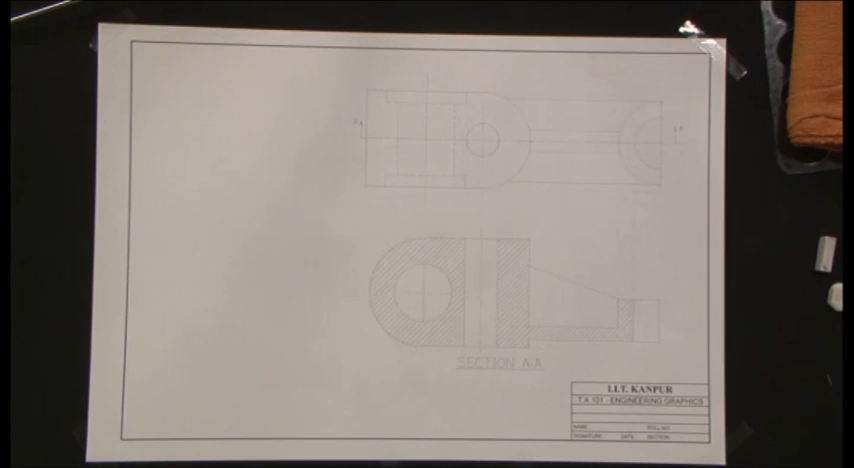 A
A
SECTION A-A
I.I.T. KANPUR
T.A 101 - ENGINEERING GRAPHICS
NAME: ROLL NO:
SIGNATURE: DATE: SECTION: